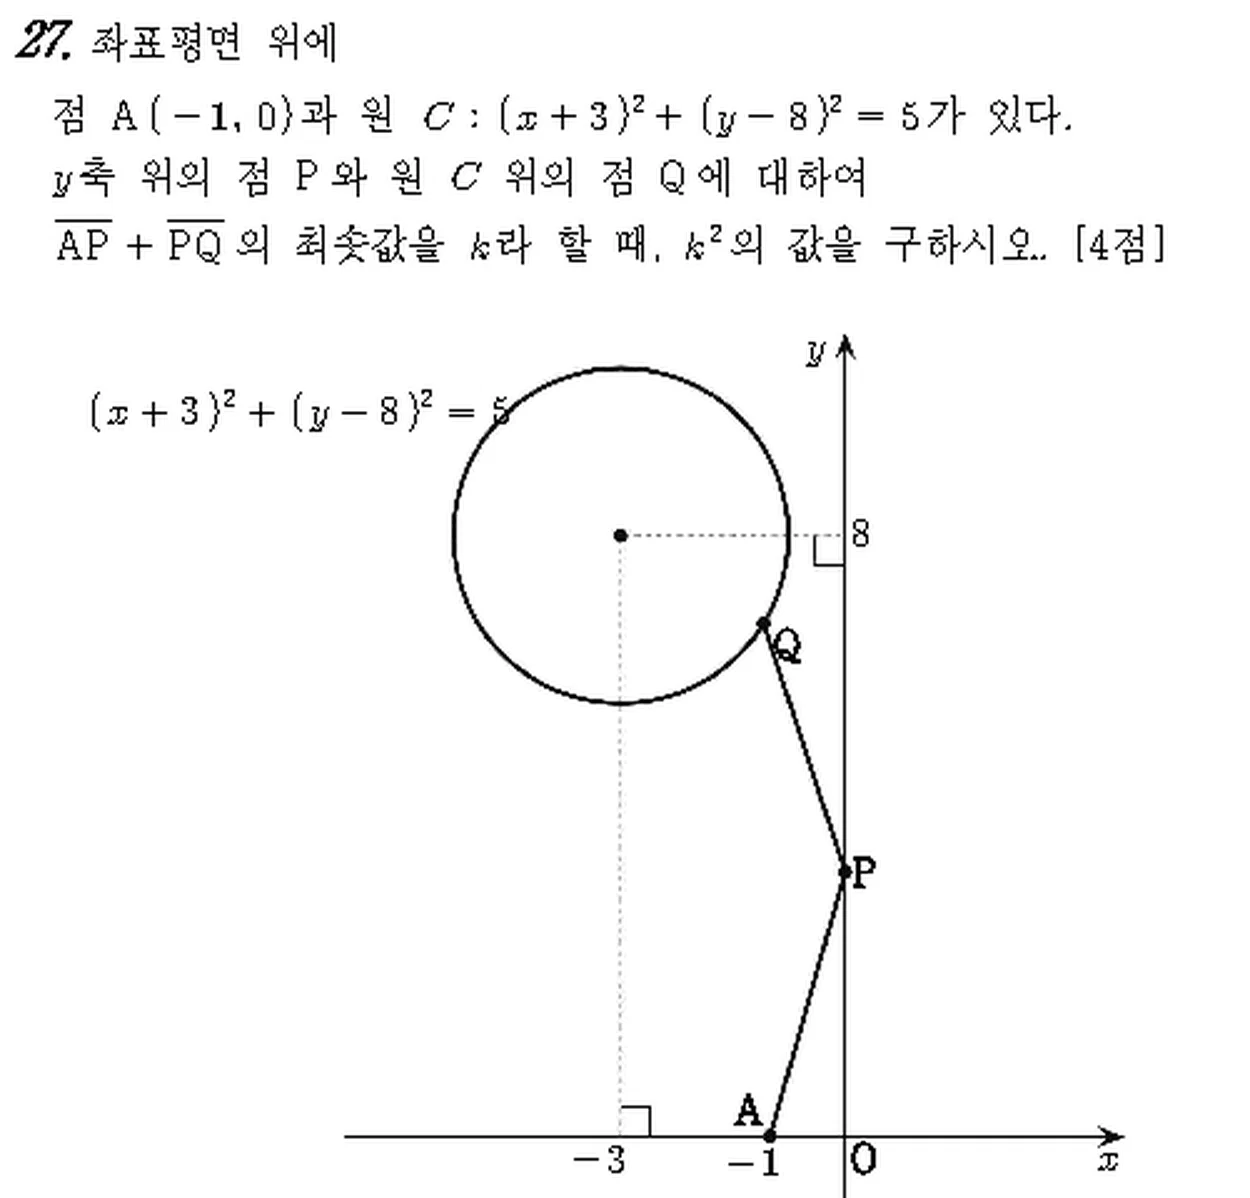 27. 좌표평면 위에
점 A(-1, 0)과 원 C : (x+3)²+(y-8)²=5가 있다.
y축 위의 점 P와 원 C 위의 점 Q에 대하여
A̅P̅ + P̅Q̅의 최솟값을 k라 할 때, k²의 값을 구하시오.. [4점]
y
(x+3)²+(y-8)²=5
8
Q
P
A
-3 -1 O x